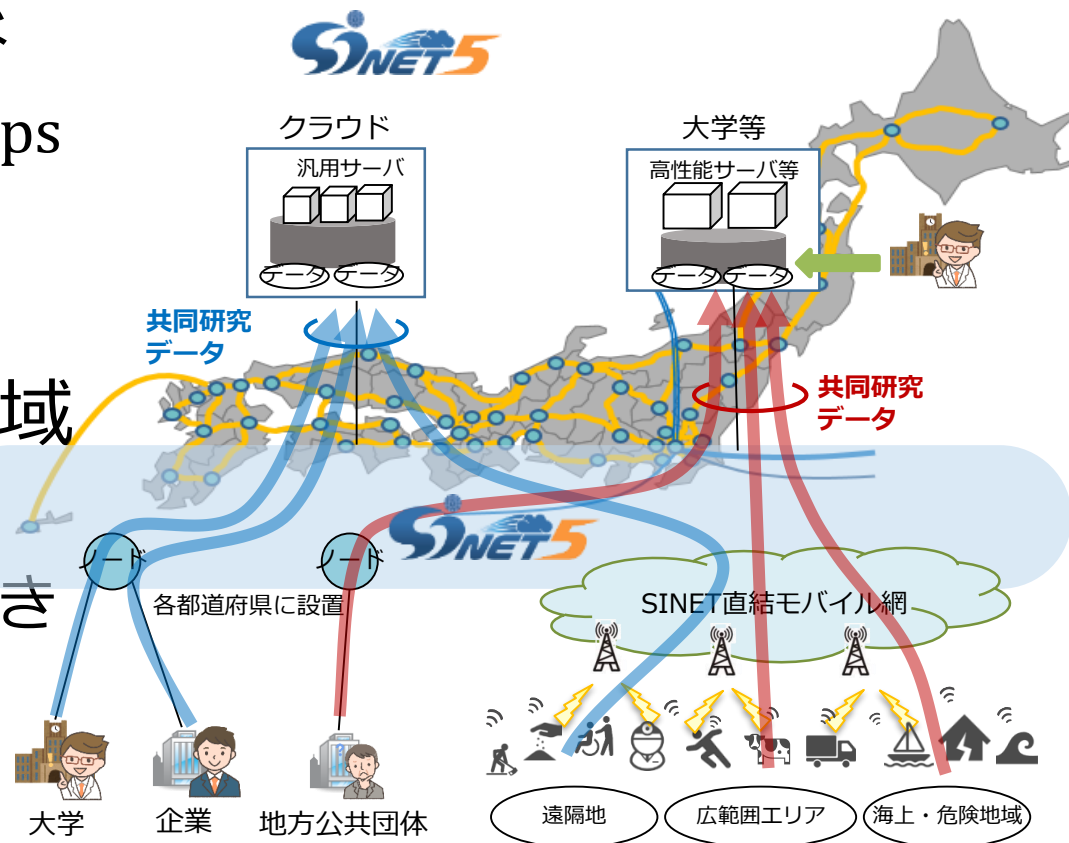 SiNET5
ps
クラウド
大学等
汎用サーバ
高性能サーバ等
データ データ
データ データ
共同研究
データ
共同研究
データ
域
SiNET5
ノード
ノード
き
各都道府県に設置
SINET直結モバイル網
大学
企業
地方公共団体
遠隔地
広範囲エリア
海上・危険地域